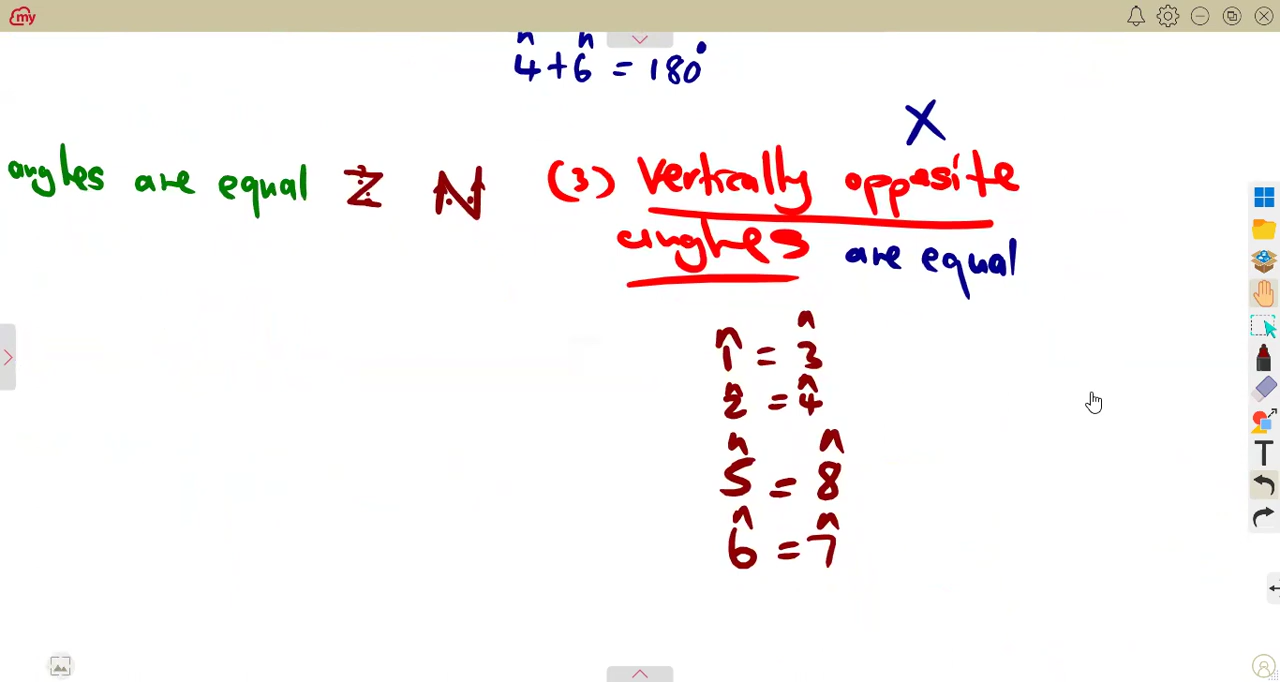 my
4̂ + 6̂ = 180°
X
angles are equal Z N (3) Vertically opposite
angles are equal
1̂ = 3̂
2̂ = 4̂
5̂ = 8̂
6̂ = 7̂
T